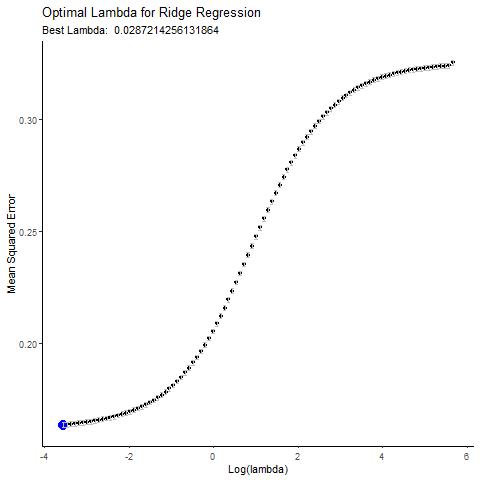 Optimal Lambda for Ridge Regression
Best Lambda: 0.0287214256131864
0.30
0.25
0.20
Mean Squared Error
-4
-2
0
2
4
6
Log(lambda)